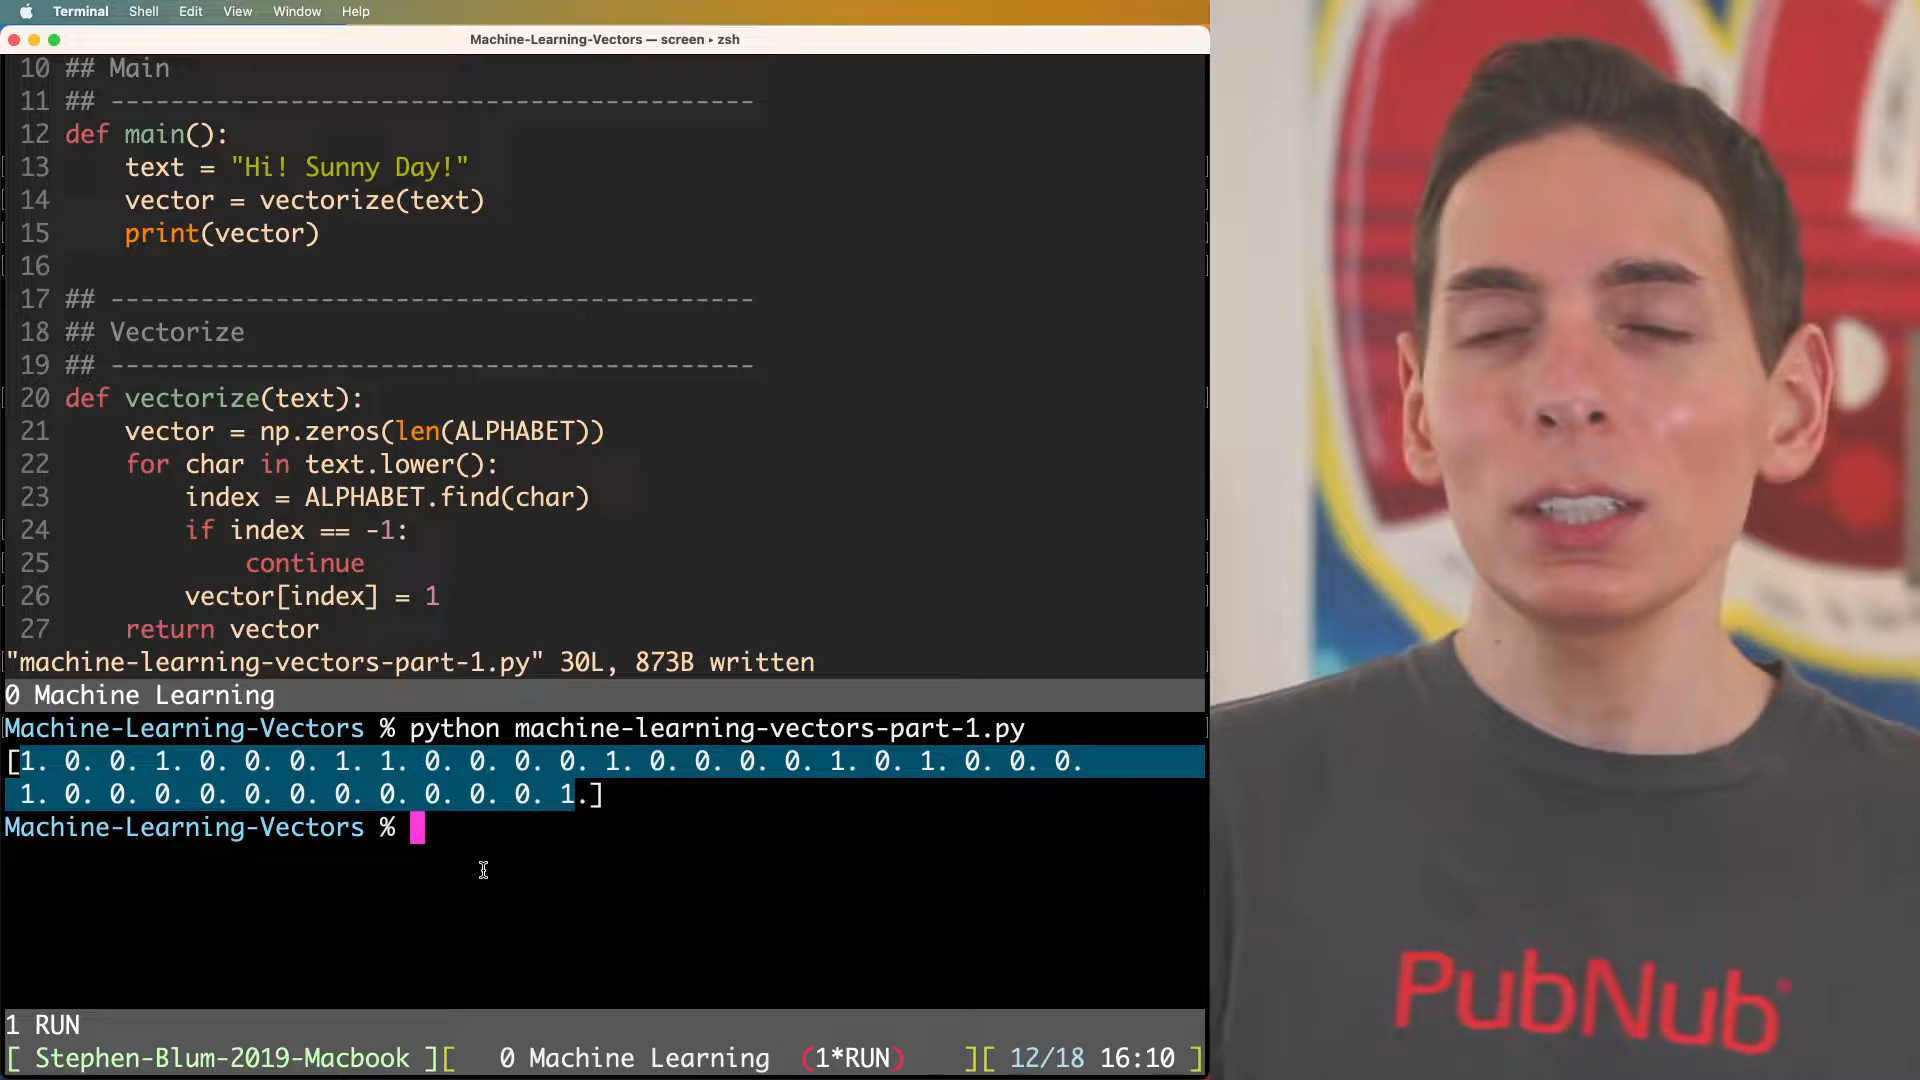 Terminal Shell Edit View Window Help
Machine-Learning-Vectors — screen ▸ zsh
10 ## Main
11 ## -------------------------------------------
12 def main():
13     text = "Hi! Sunny Day!"
14     vector = vectorize(text)
15     print(vector)
16
17 ## -------------------------------------------
18 ## Vectorize
19 ## -------------------------------------------
20 def vectorize(text):
21     vector = np.zeros(len(ALPHABET))
22     for char in text.lower():
23         index = ALPHABET.find(char)
24         if index == -1:
25             continue
26         vector[index] = 1
27     return vector
"machine-learning-vectors-part-1.py" 30L, 873B written
0 Machine Learning
Machine-Learning-Vectors % python machine-learning-vectors-part-1.py
[1. 0. 0. 1. 0. 0. 0. 1. 1. 0. 0. 0. 0. 1. 0. 0. 0. 0. 1. 0. 1. 0. 0. 0.
 1. 0. 0. 0. 0. 0. 0. 0. 0. 0. 0. 0. 1.]
Machine-Learning-Vectors %
1 RUN
[ Stephen-Blum-2019-Macbook ][   0 Machine Learning  (1*RUN)    ][ 12/18 16:10 ]
PubNub